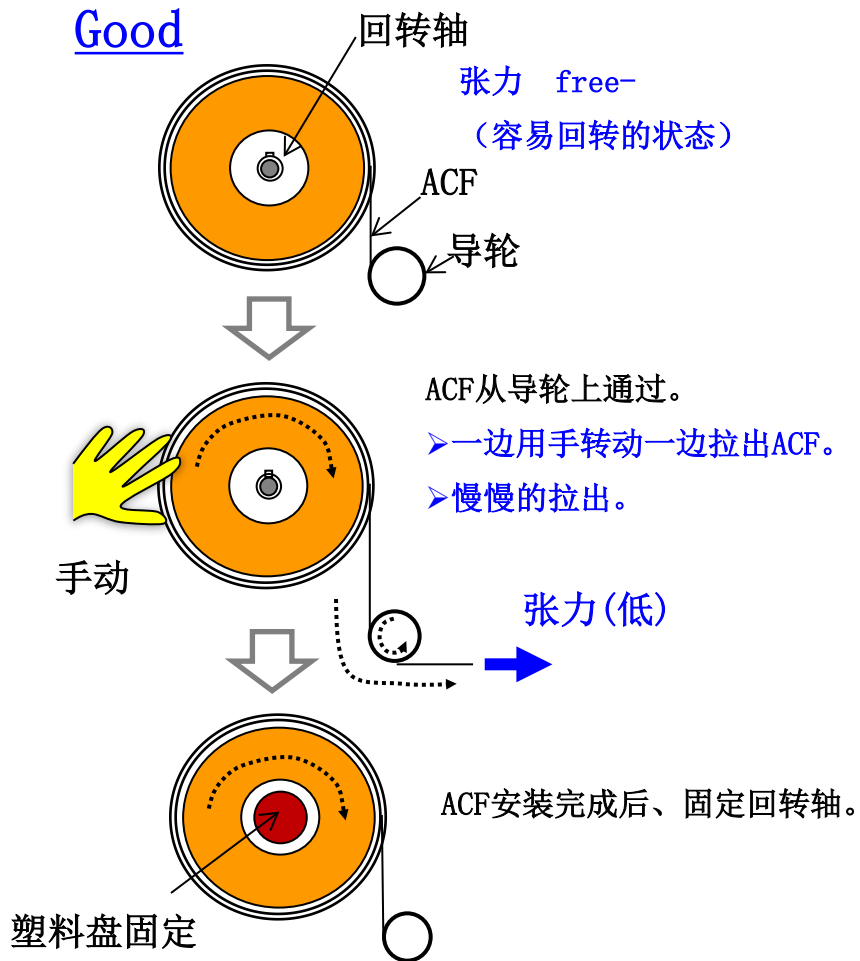 Good
回转轴
张力 free-
（容易回转的状态）
ACF
导轮
ACF从导轮上通过。
➢一边用手转动一边拉出ACF。
➢慢慢的拉出。
手动
张力(低)
ACF安装完成后、固定回转轴。
塑料盘固定